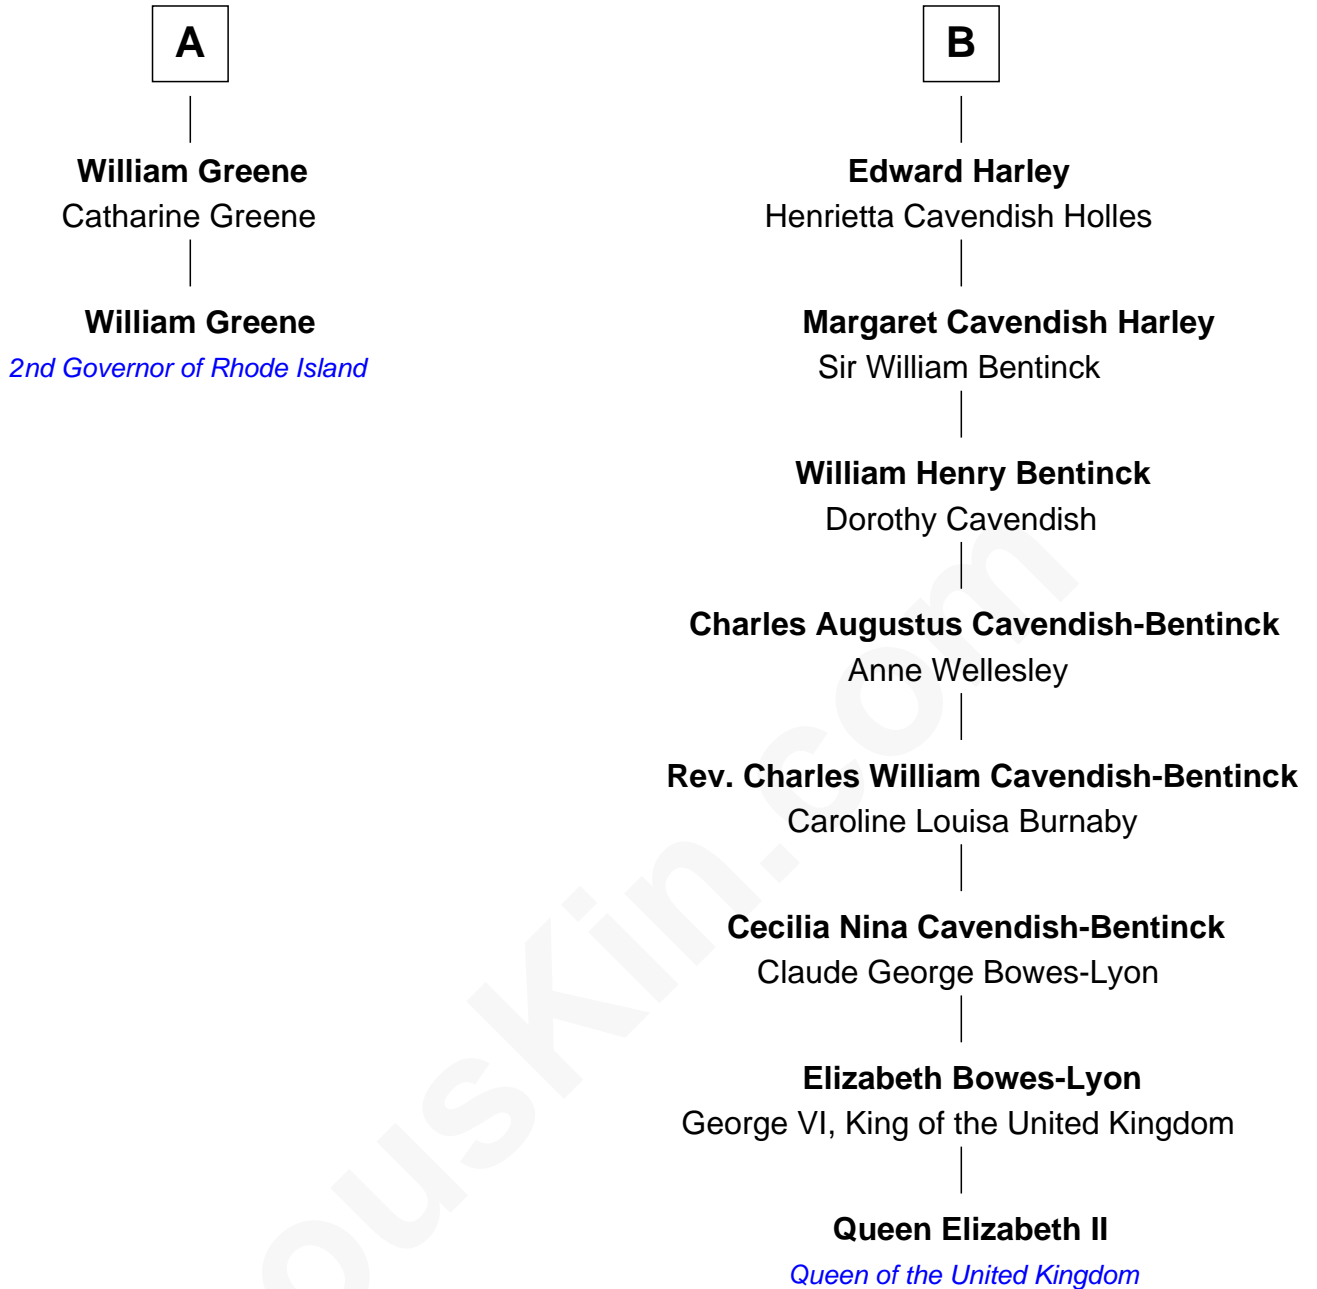 A
William Greene
Catharine Greene
William Greene
2nd Governor of Rhode Island
B
Edward Harley
Henrietta Cavendish Holles
Margaret Cavendish Harley
Sir William Bentinck
William Henry Bentinck
Dorothy Cavendish
Charles Augustus Cavendish-Bentinck
Anne Wellesley
Rev. Charles William Cavendish-Bentinck
Caroline Louisa Burnaby
Cecilia Nina Cavendish-Bentinck
Claude George Bowes-Lyon
Elizabeth Bowes-Lyon
George VI, King of the United Kingdom
Queen Elizabeth II
Queen of the United Kingdom
ouskin.com